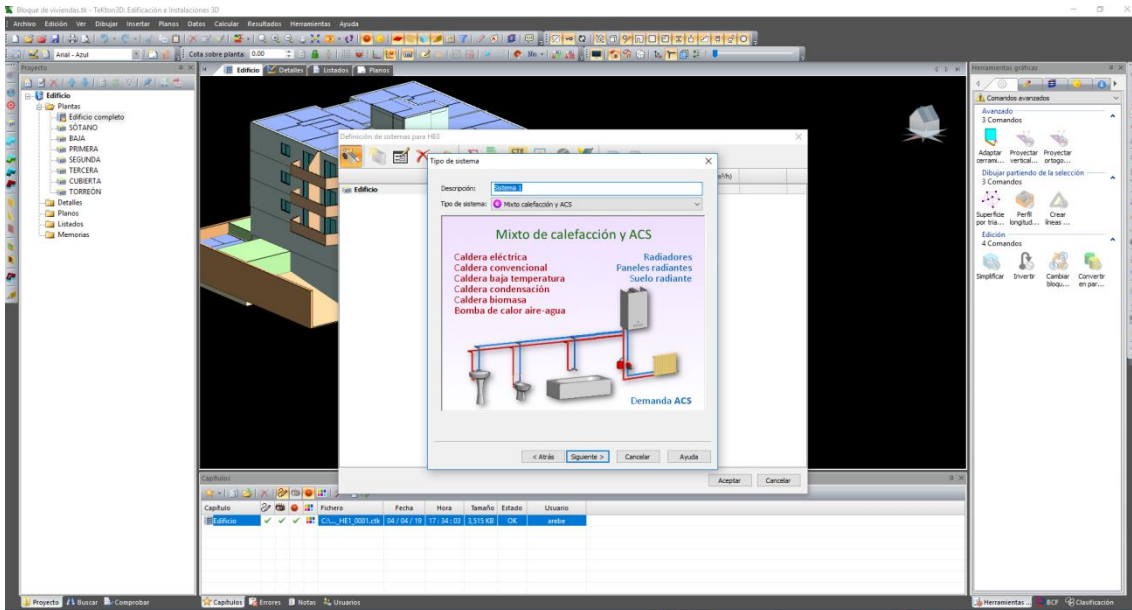 Bloque de viviendas.tk - TeKton3D: Edificación e Instalaciones 3D
Archivo Edición Ver Dibujar Insertar Planos Datos Calcular Resultados Herramientas Ayuda
Arial - Azul
Cota sobre planta: 0.00
Proyecto
Edificio Detalles Listados Planos
Herramientas gráficas
Edificio
Plantas
Edificio completo
SÓTANO
BAJA
PRIMERA
SEGUNDA
TERCERA
CUBIERTA
TORREÓN
Detalles
Planos
Listados
Memorias
Definición de sistemas para HE0
Edificio
Tipo de sistema
Descripción: Sistema 1
Tipo de sistema: Mixto calefacción y ACS
Mixto de calefacción y ACS
Caldera eléctrica
Caldera convencional
Caldera baja temperatura
Caldera condensación
Caldera biomasa
Bomba de calor aire-agua
Radiadores
Paneles radiantes
Suelo radiante
Demanda ACS
< Atrás Siguiente > Cancelar Ayuda
Aceptar Cancelar
Comandos avanzados
Avanzado
3 Comandos
Adaptar Proyectar Proyectar
cerrami... vertical... ortogo...
Dibujar partiendo de la selección
3 Comandos
Superficie Perfil Crear
por tria... longitud... líneas ...
Edición
4 Comandos
Simplificar Invertir Cambiar Convertir
bloqu... en par...
Capítulos
Capítulo Fichero Fecha Hora Tamaño Estado Usuario
Edificio C:\..._HE1_0001.ctk 04/04/19 17:34:03 3,515 KB OK arebe
Proyecto Buscar Comprobar
Capítulos Errores Notas Usuarios
Herramientas ... BCF Clasificación